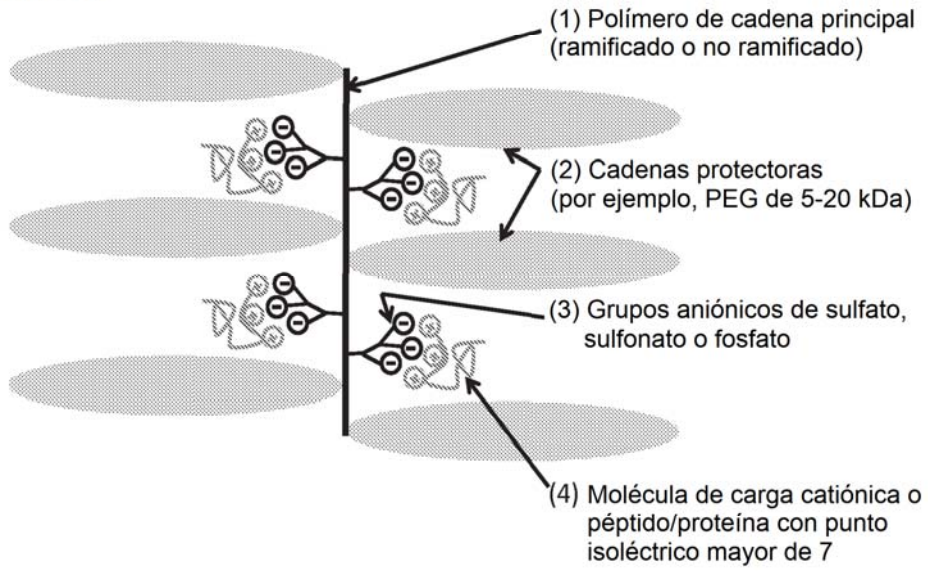 (1) Polímero de cadena principal
(ramificado o no ramificado)
(2) Cadenas protectoras
(por ejemplo, PEG de 5-20 kDa)
(3) Grupos aniónicos de sulfato,
sulfonato o fosfato
(4) Molécula de carga catiónica o
péptido/proteína con punto
isoléctrico mayor de 7